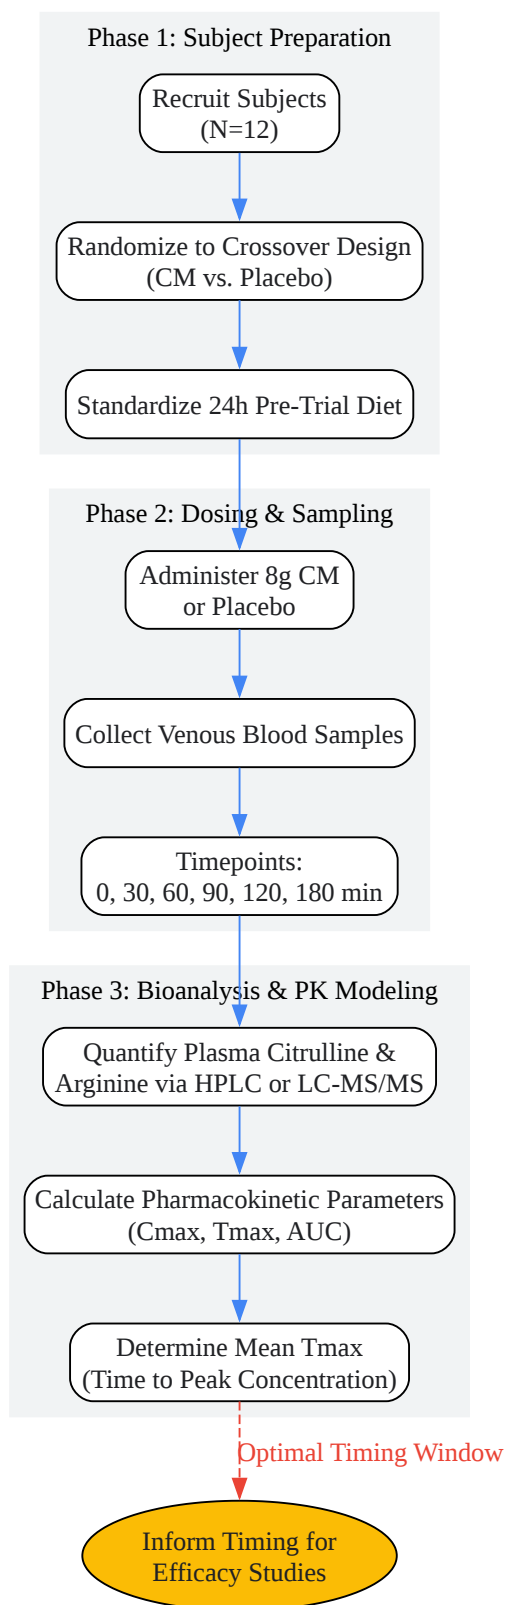 Phase 1: Subject Preparation
Recruit Subjects
(N=12)
Randomize to Crossover Design
(CM vs. Placebo)
Standardize 24h Pre-Trial Diet
Phase 2: Dosing & Sampling
Administer 8g CM
or Placebo
Collect Venous Blood Samples
Timepoints:
0, 30, 60, 90, 120, 180 min
Phase 3: Bioanalysis & PK Modeling
Quantify Plasma Citrulline &
Arginine via HPLC or LC-MS/MS
Calculate Pharmacokinetic Parameters
(Cmax, Tmax, AUC)
Determine Mean Tmax
(Time to Peak Concentration)
Optimal Timing Window
Inform Timing for
Efficacy Studies